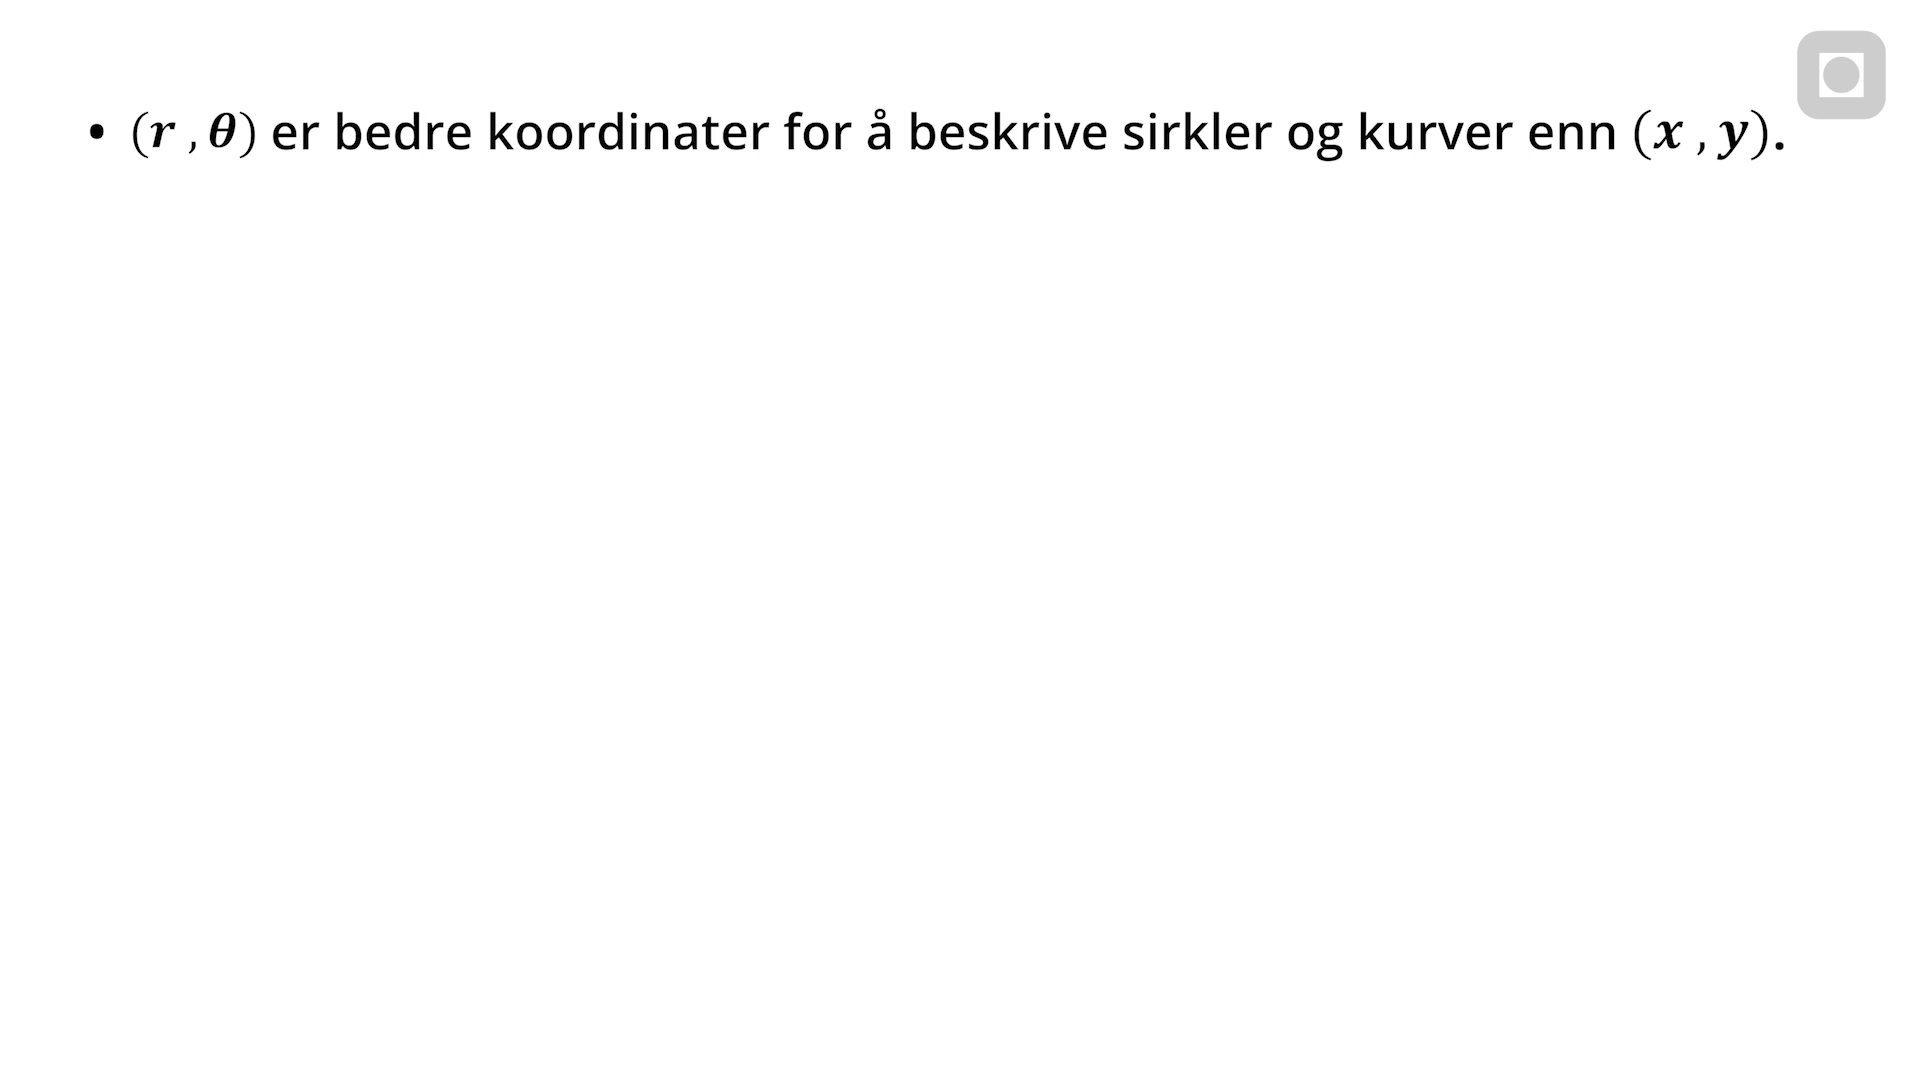 • (r , θ) er bedre koordinater for å beskrive sirkler og kurver enn (x , y).